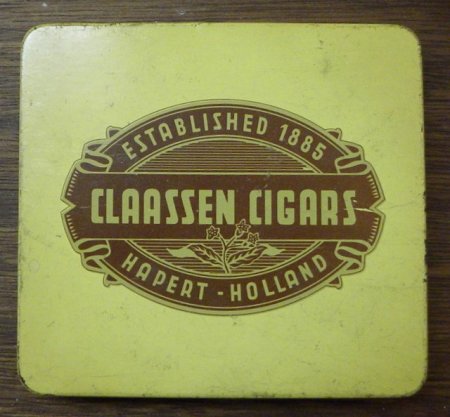 ESTABLISHED 1885
CLAASSEN CIGARS
HAPERT - HOLLAND